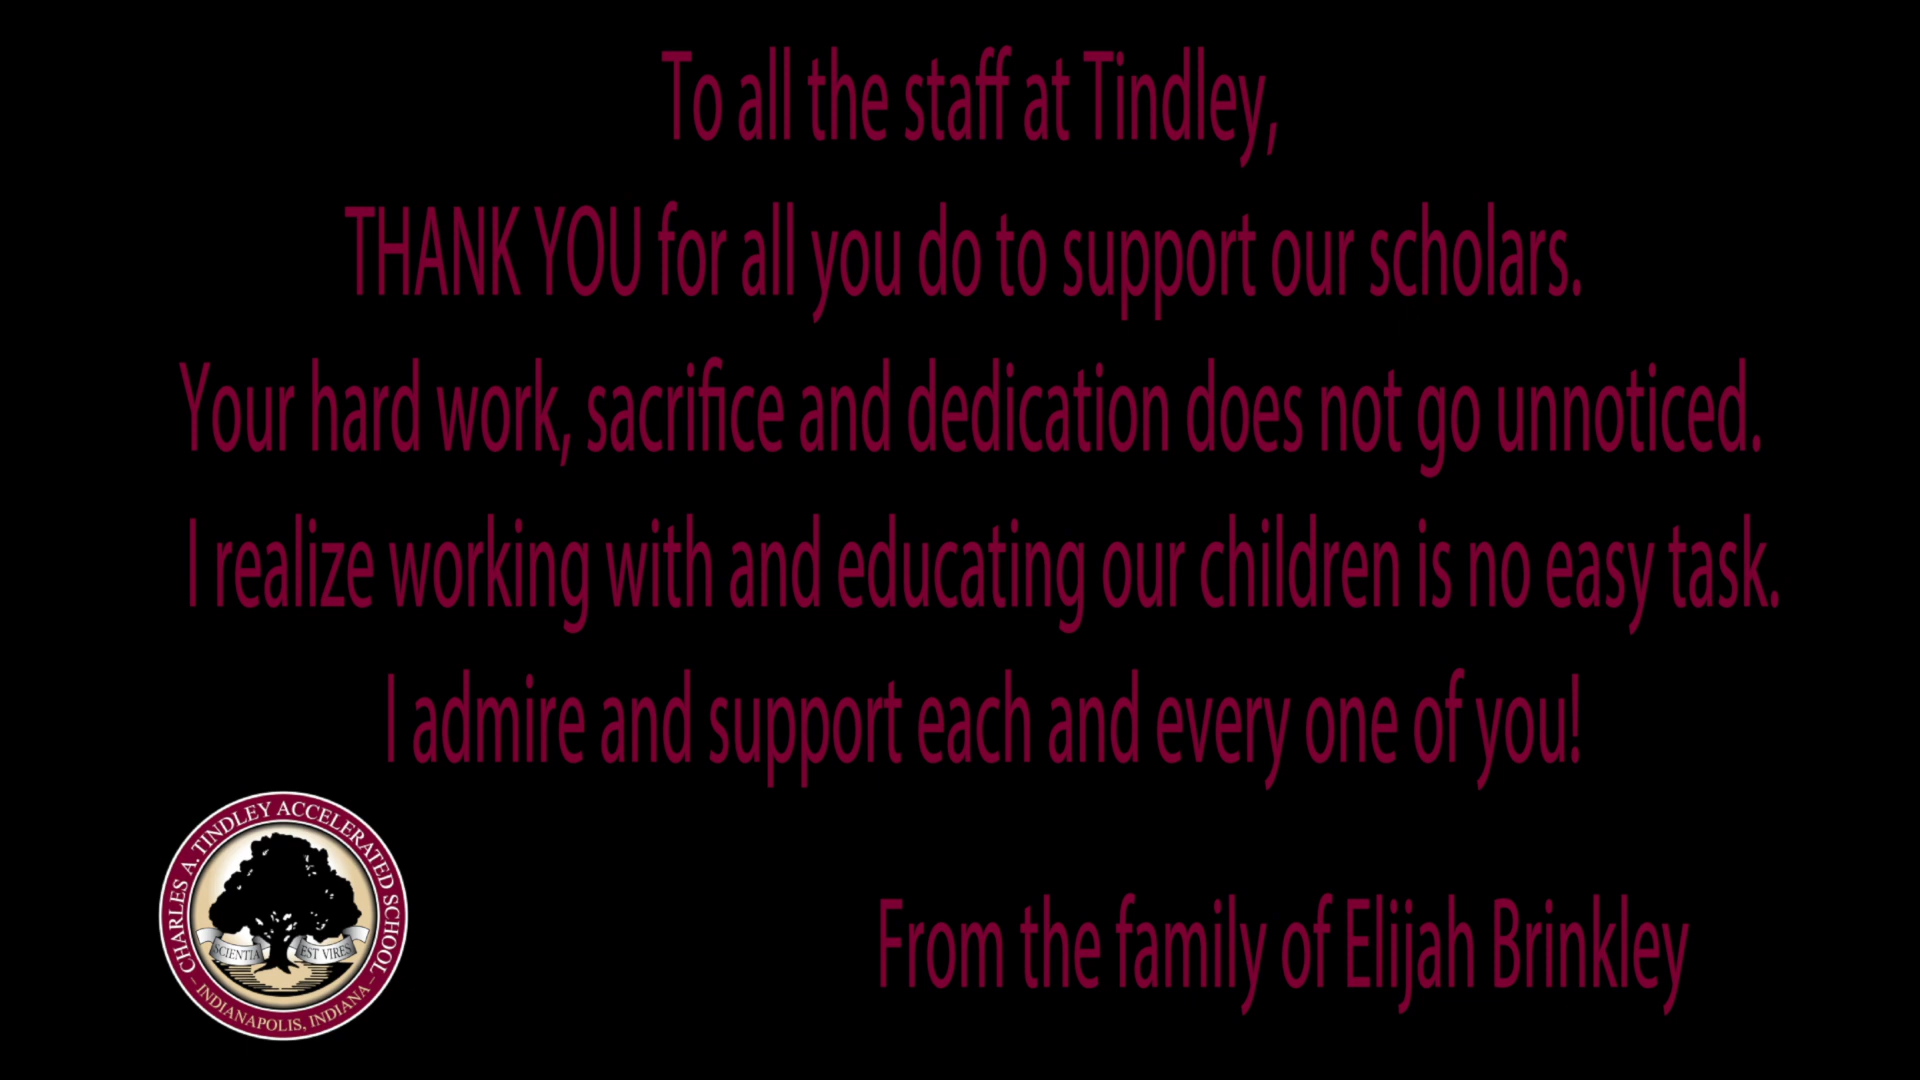 To all the staff at Tindley,
THANK YOU for all you do to support our scholars.
Your hard work, sacrifice and dedication does not go unnoticed.
I realize working with and educating our children is no easy task.
I admire and support each and every one of you!
CHARLES A. TINDLEY ACCELERATED SCHOOL
SCIENTIA EST VIRES
– INDIANAPOLIS, INDIANA –
From the family of Elijah Brinkley